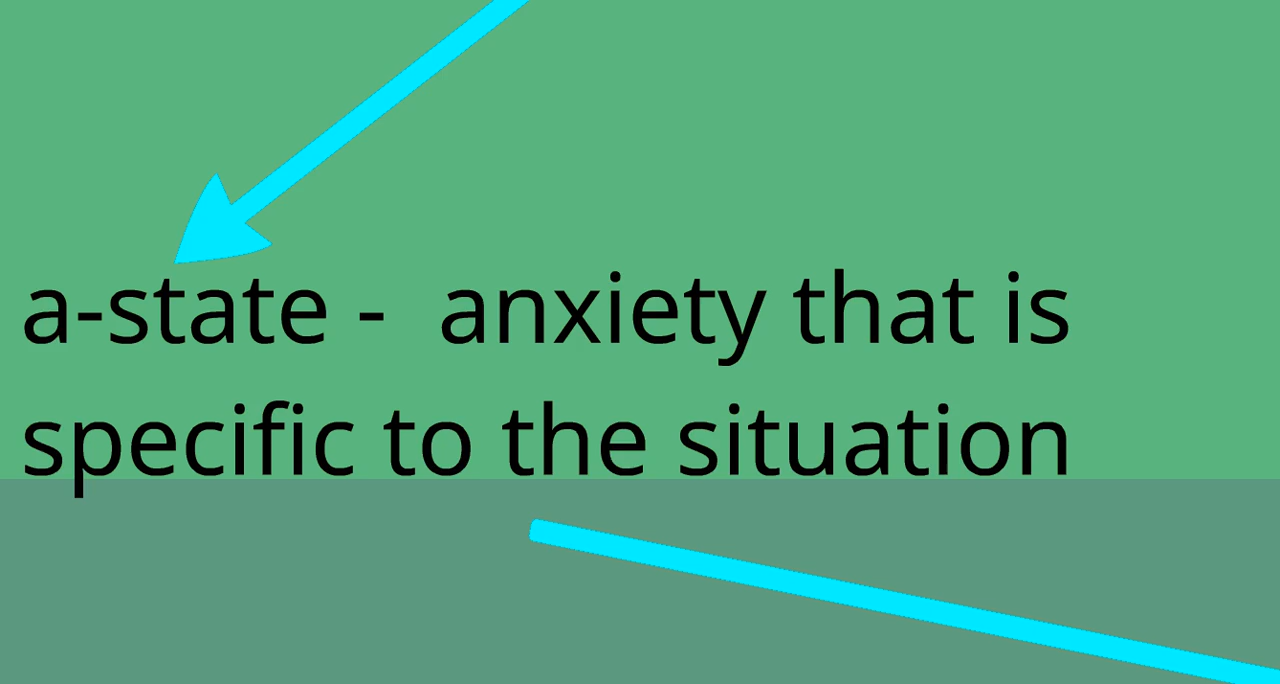 a-state -  anxiety that is
specific to the situation